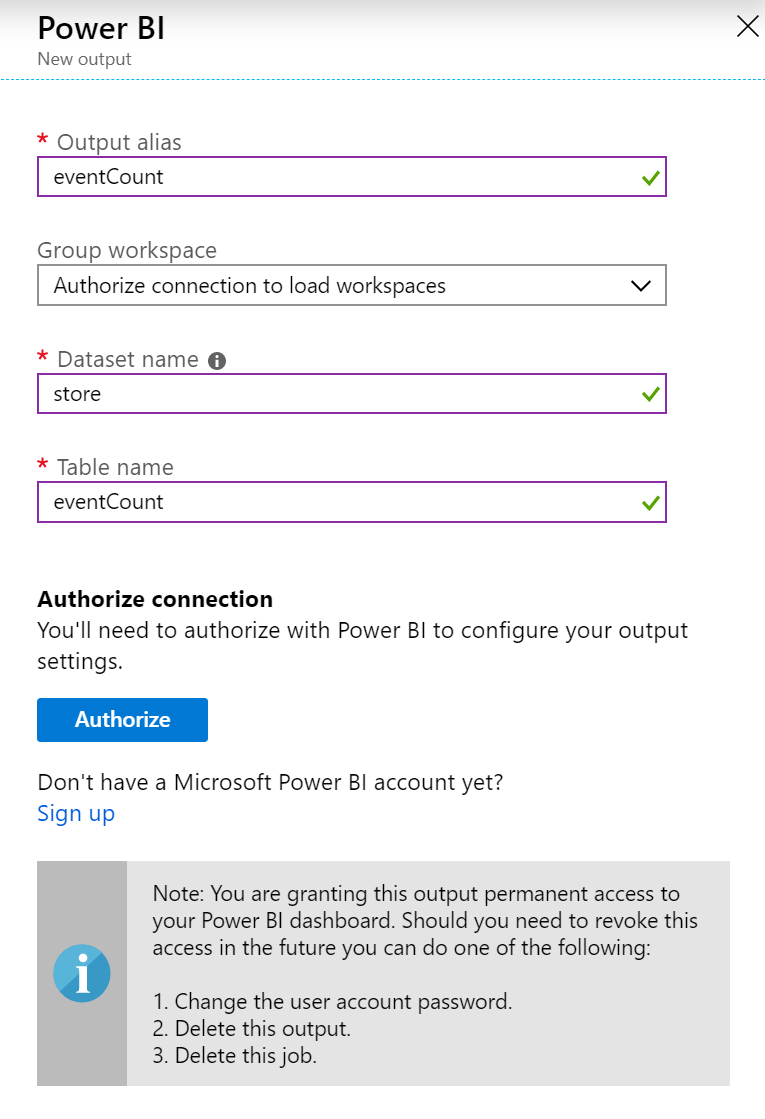 Power BI
New output
* Output alias
eventCount
Group workspace
Authorize connection to load workspaces
* Dataset name
store
* Table name
eventCount
Authorize connection
You'll need to authorize with Power BI to configure your output
settings.
Authorize
Don't have a Microsoft Power BI account yet?
Sign up
Note: You are granting this output permanent access to
your Power BI dashboard. Should you need to revoke this
access in the future you can do one of the following:
1. Change the user account password.
2. Delete this output.
3. Delete this job.